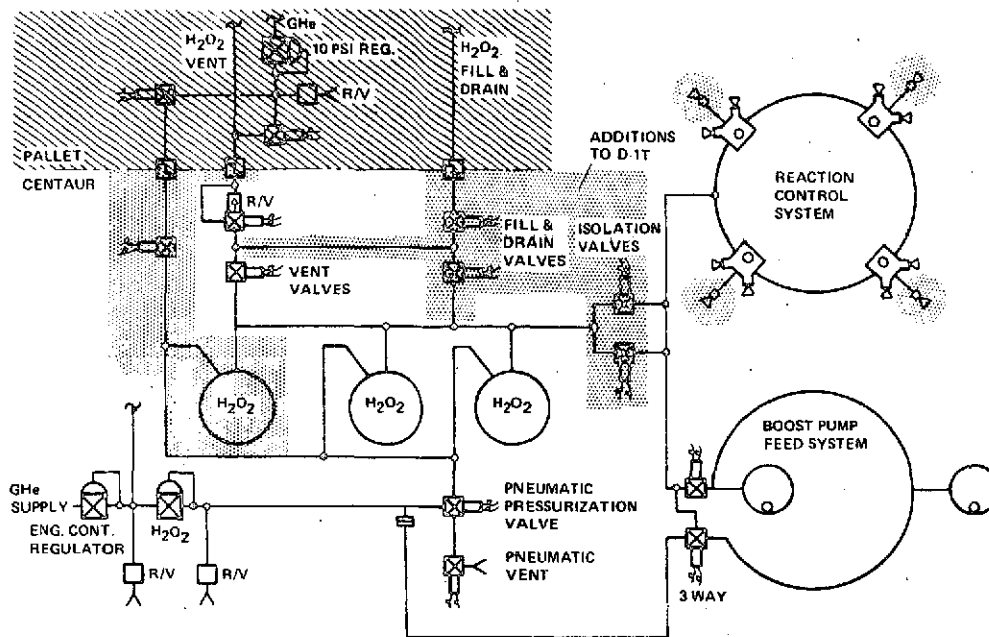 GHe
H2O2
VENT
10 PSI REG.
H2O2
FILL &
DRAIN
R/V
PALLET
CENTAUR
ADDITIONS
TO D-1T
REACTION
CONTROL
SYSTEM
R/V
FILL &
DRAIN
VALVES
ISOLATION
VALVES
VENT
VALVES
H2O2
H2O2
H2O2
BOOST PUMP
FEED SYSTEM
GHe
SUPPLY
ENG. CONT.
REGULATOR
H2O2
PNEUMATIC
PRESSURIZATION
VALVE
R/V
R/V
PNEUMATIC
VENT
3 WAY